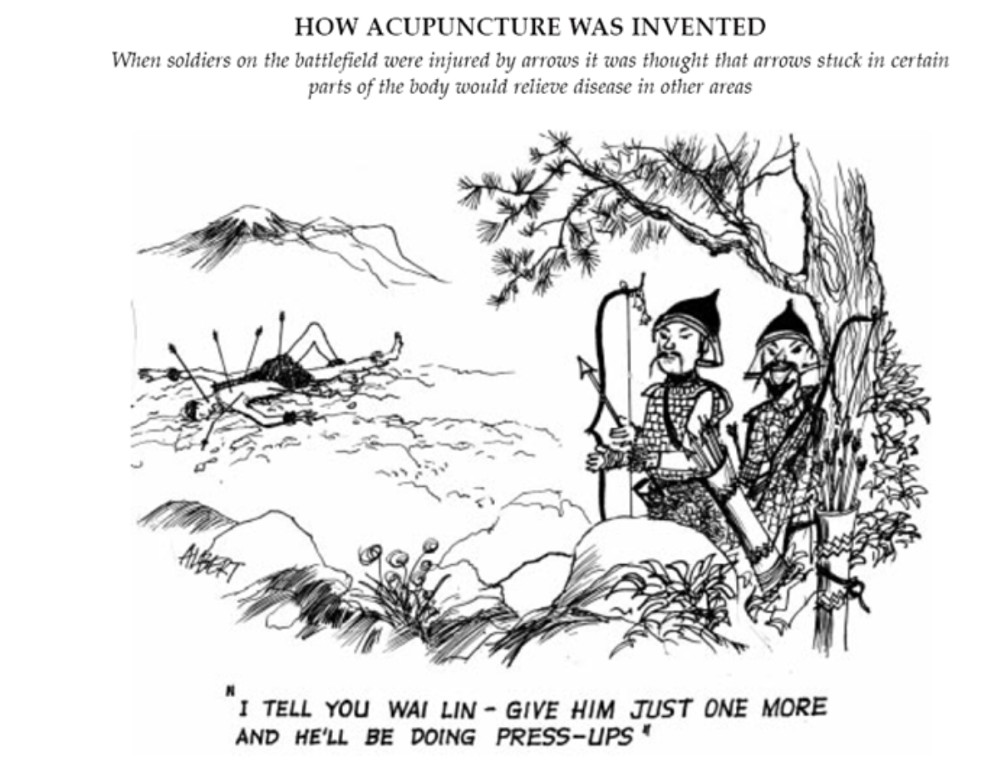 HOW ACUPUNCTURE WAS INVENTED
When soldiers on the battlefield were injured by arrows it was thought that arrows stuck in certain
parts of the body would relieve disease in other areas
ALBERT
"I TELL YOU WAI LIN - GIVE HIM JUST ONE MORE
AND HE'LL BE DOING PRESS-UPS"